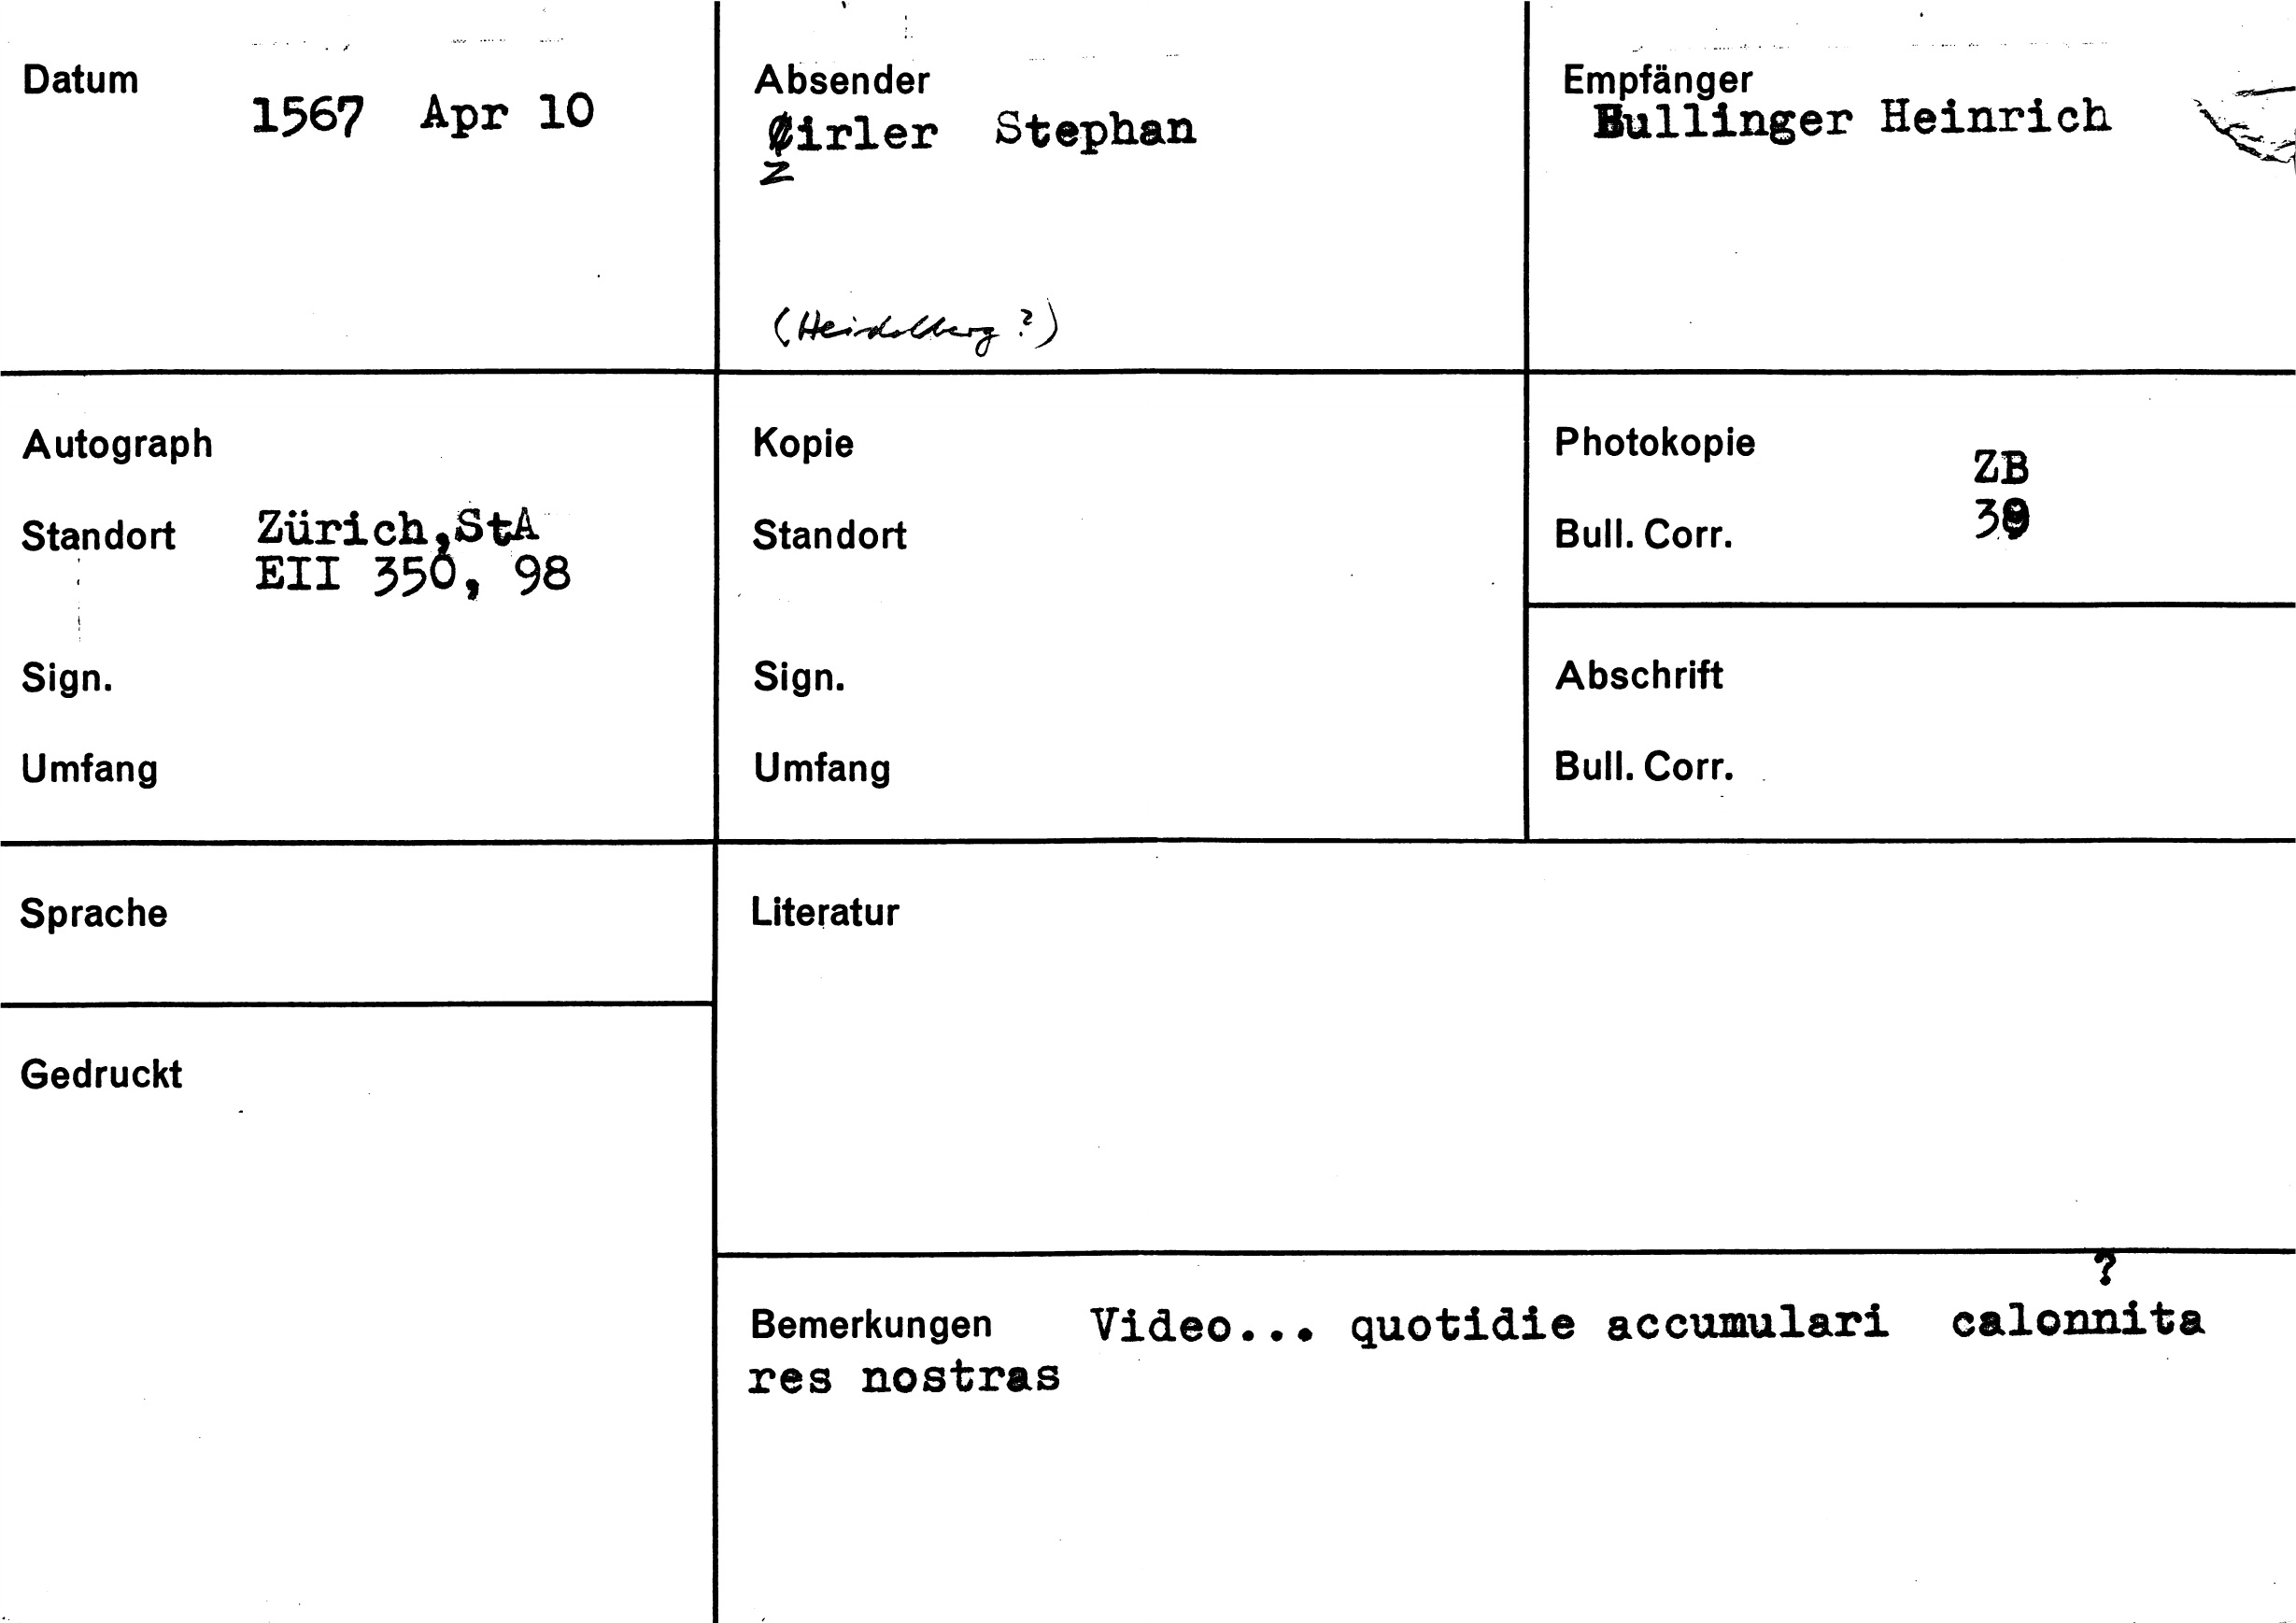 Datum
1567 Apr 10
Absender
Cirler Stephan
Z
(Heidelberg?)
Empfänger
Bullinger Heinrich
Autograph
Standort Zürich,StA
EII 350, 98
Sign.
Umfang
Kopie
Standort
Sign.
Umfang
Photokopie ZB
Bull. Corr. 39
Abschrift
Bull. Corr.
Sprache
Gedruckt
Literatur
?
Bemerkungen Video... quotidie accumulari calonnita
res nostras